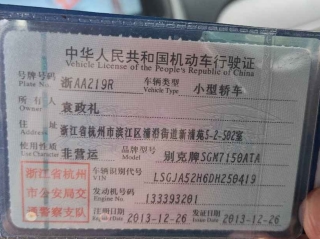 中华人民共和国机动车行驶证
Vehicle License of the People's Republic of China
号牌号码 浙AA219R 车辆类型 小型轿车
Plate No. Vehicle Type
所有人 袁政礼
Owner
住址 浙江省杭州市滨江区浦沿街道新浦苑5-2-502室
使用性质 非营运 品牌型号 别克牌SGM7150ATA
Use Character Model
浙江省杭州 车辆识别代号 LSGJA52H6DH250419
VIN
市公安局交 发动机号码 133393201
Engine No.
警察支队 注册日期 2013-12-26 发证日期 2013-12-26
Register Date Issue Date